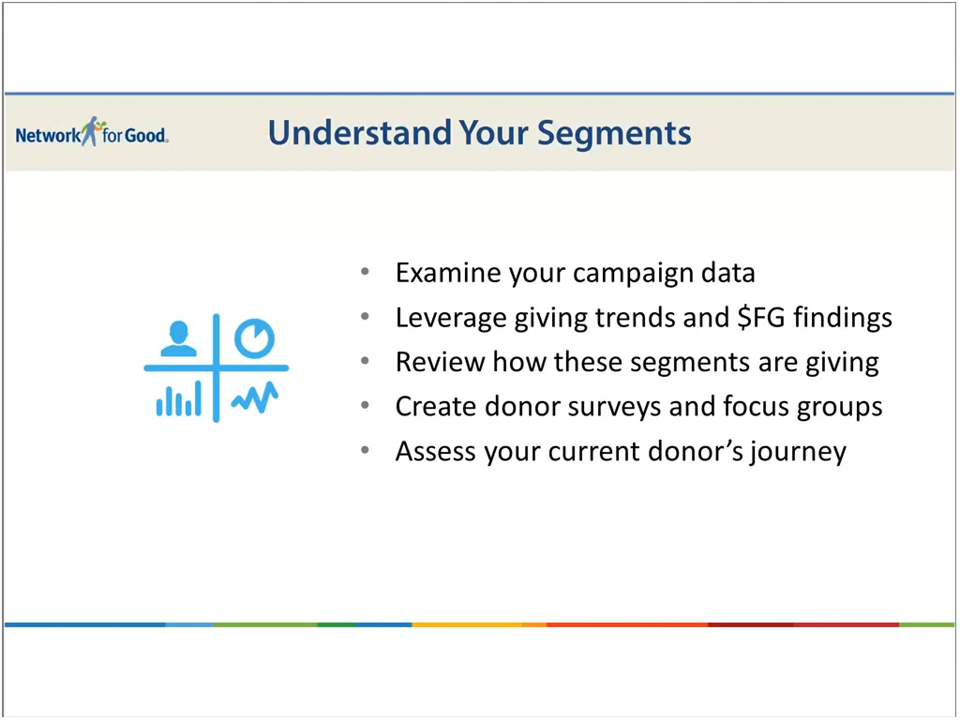 Network for Good.
Understand Your Segments
• Examine your campaign data
• Leverage giving trends and $FG findings
• Review how these segments are giving
• Create donor surveys and focus groups
• Assess your current donor’s journey